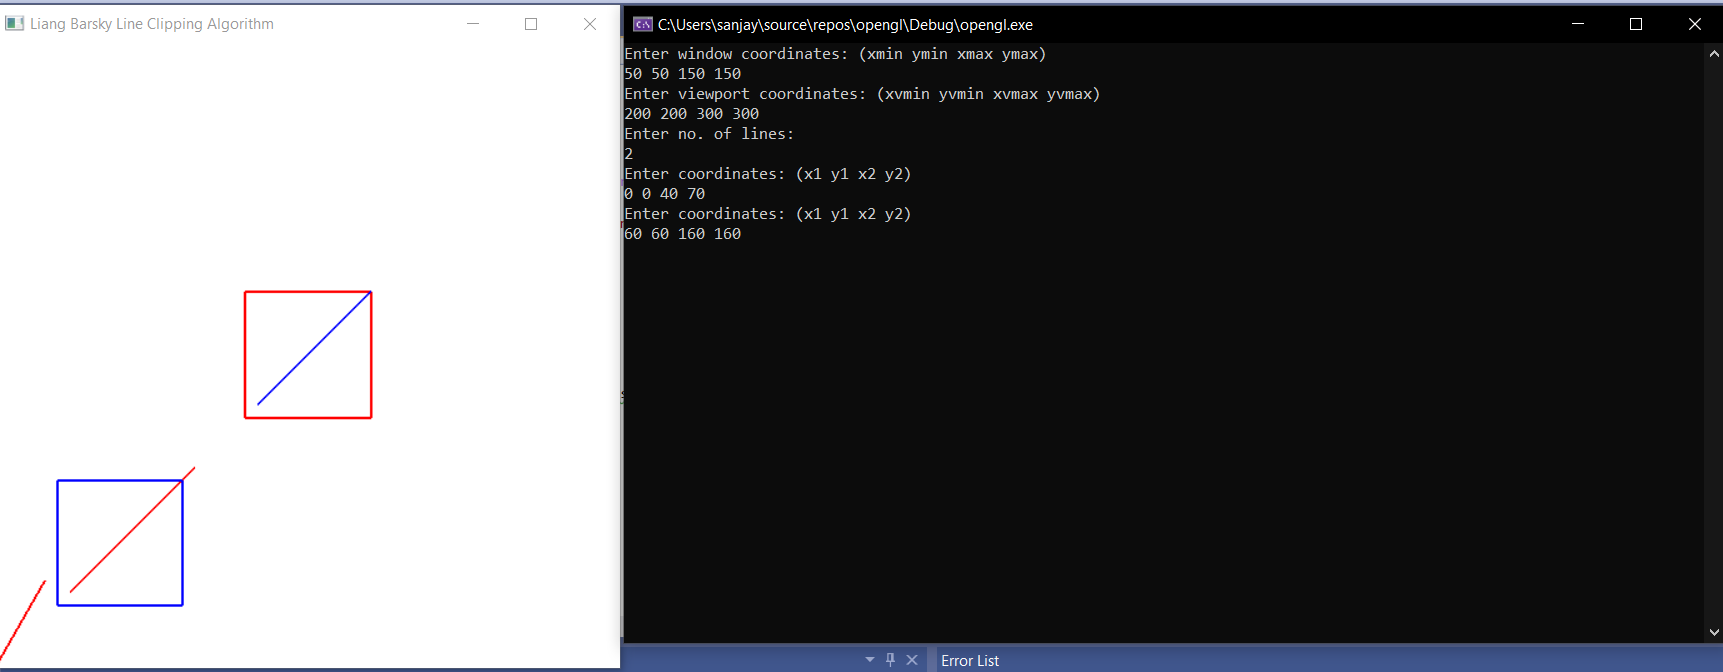 Liang Barsky Line Clipping Algorithm
C:\Users\sanjay\source\repos\opengl\Debug\opengl.exe
Enter window coordinates: (xmin ymin xmax ymax)
50 50 150 150
Enter viewport coordinates: (xvmin yvmin xvmax yvmax)
200 200 300 300
Enter no. of lines:
2
Enter coordinates: (x1 y1 x2 y2)
0 0 40 70
Enter coordinates: (x1 y1 x2 y2)
60 60 160 160
Error List